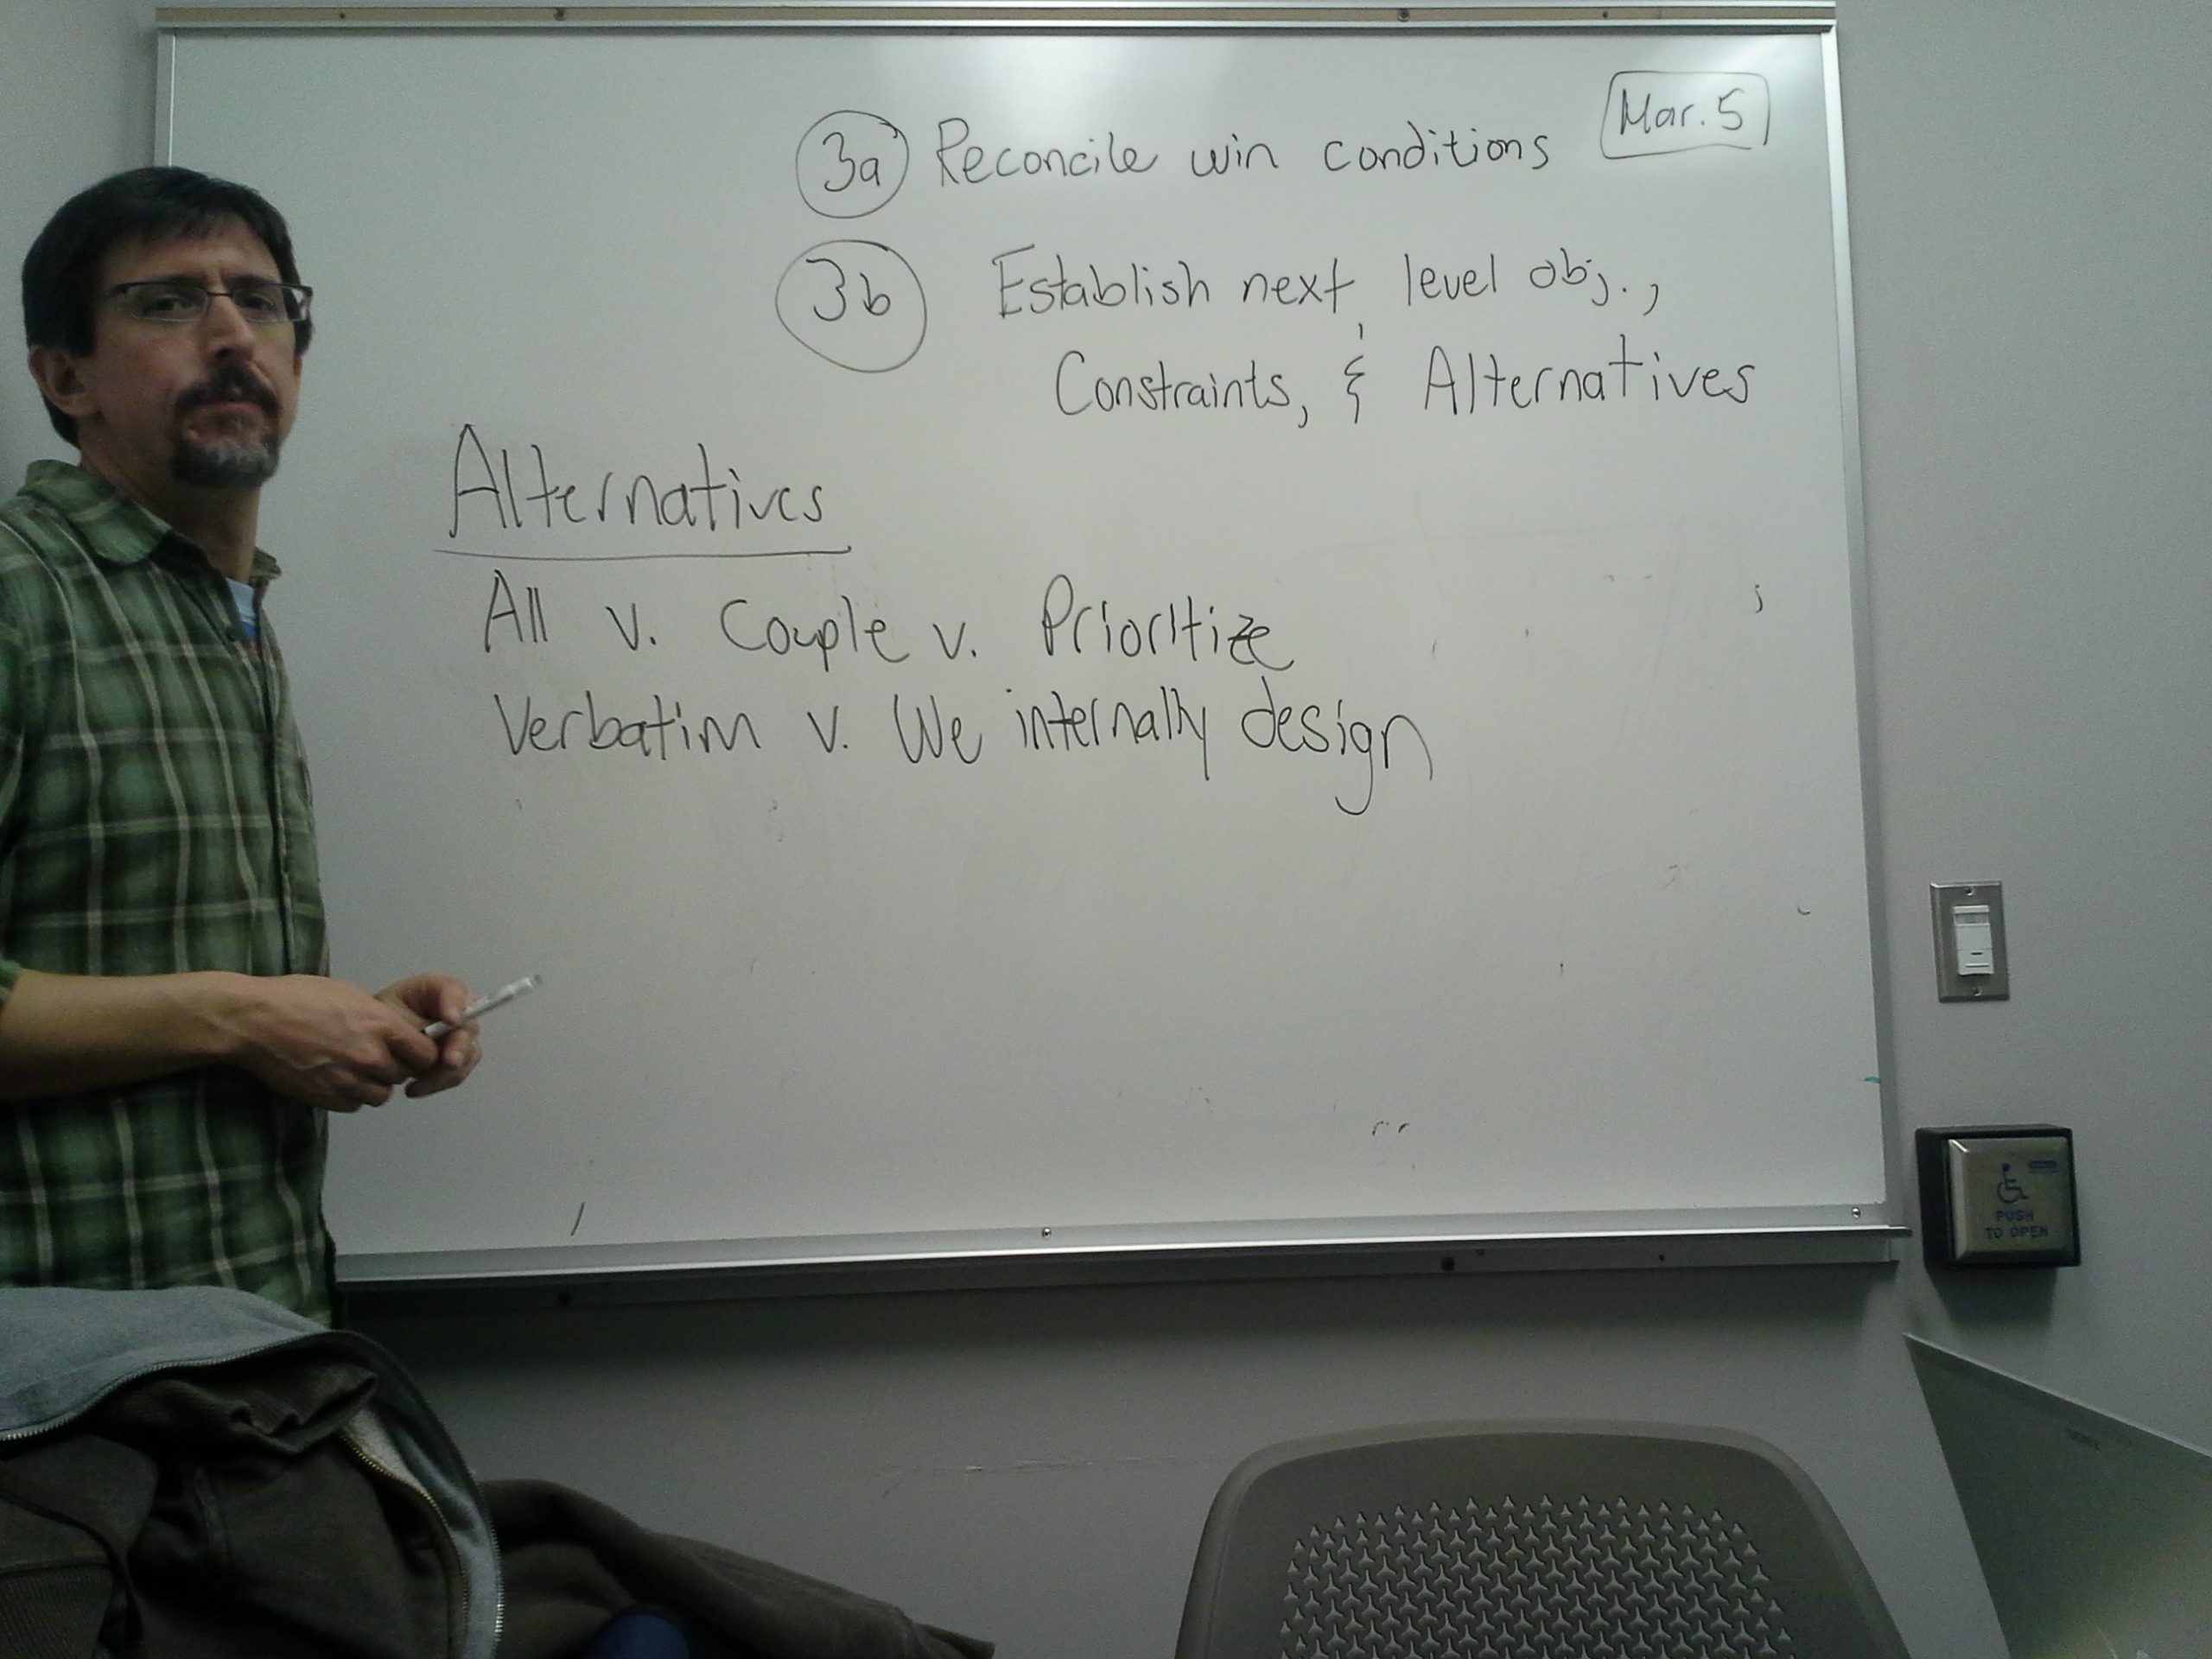 Mar. 5
3a Reconcile win conditions
3b Establish next level obj.,
Constraints, & Alternatives
Alternatives
All v. Couple v. Prioritize
Verbatim v. We internally design
PUSH
TO OPEN